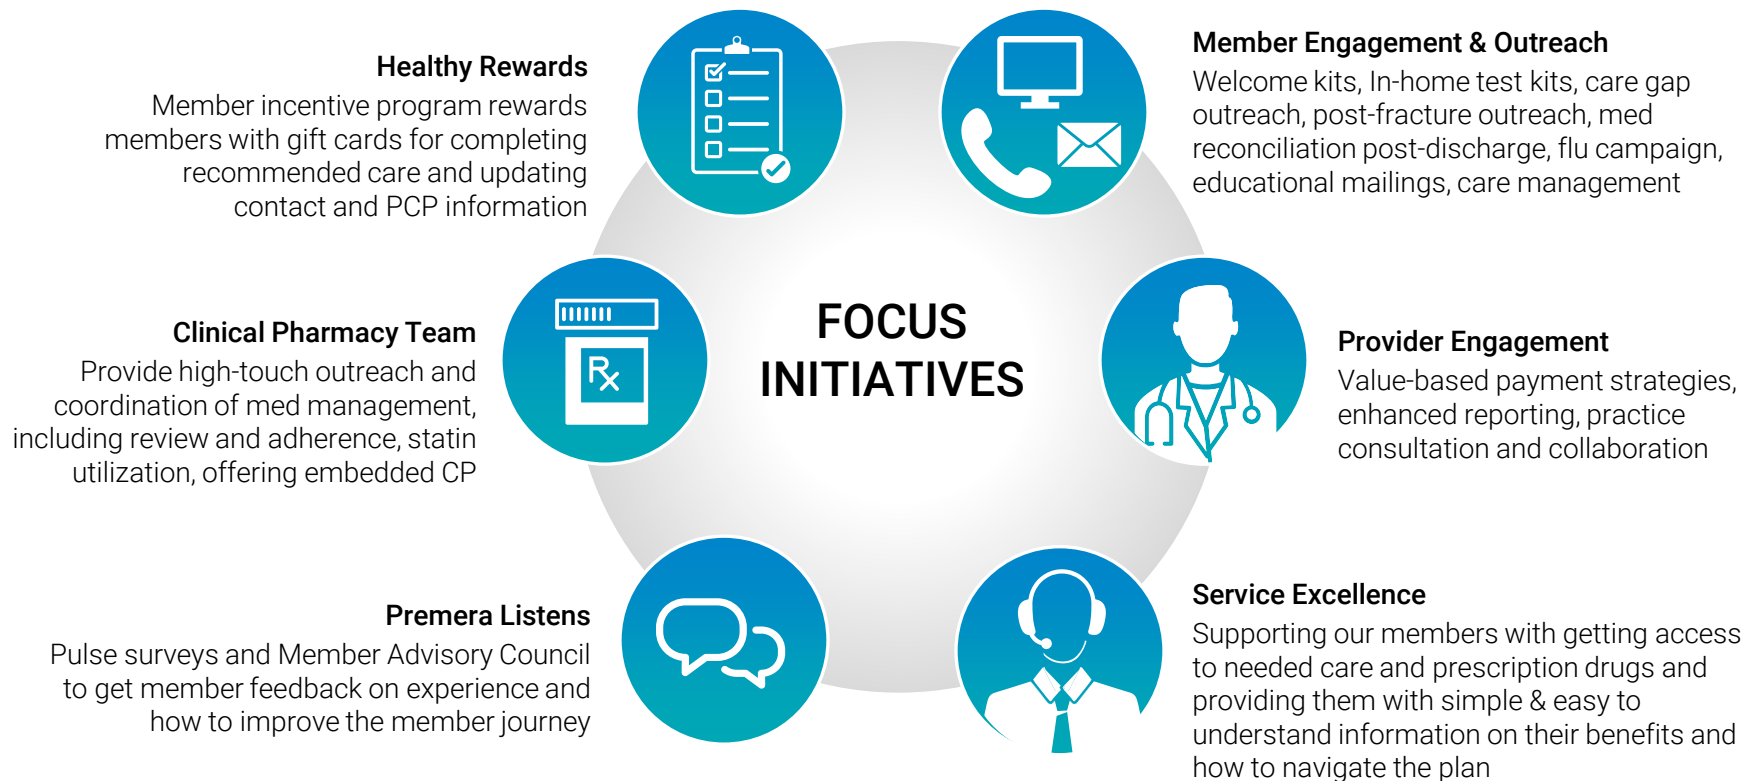 Healthy Rewards
Member incentive program rewards
members with gift cards for completing
recommended care and updating
contact and PCP information
Member Engagement & Outreach
Welcome kits, In-home test kits, care gap
outreach, post-fracture outreach, med
reconciliation post-discharge, flu campaign,
educational mailings, care management
FOCUS
INITIATIVES
Clinical Pharmacy Team
Provide high-touch outreach and
coordination of med management,
including review and adherence, statin
utilization, offering embedded CP
Rx
Provider Engagement
Value-based payment strategies,
enhanced reporting, practice
consultation and collaboration
Premera Listens
Pulse surveys and Member Advisory Council
to get member feedback on experience and
how to improve the member journey
Service Excellence
Supporting our members with getting access
to needed care and prescription drugs and
providing them with simple & easy to
understand information on their benefits and
how to navigate the plan